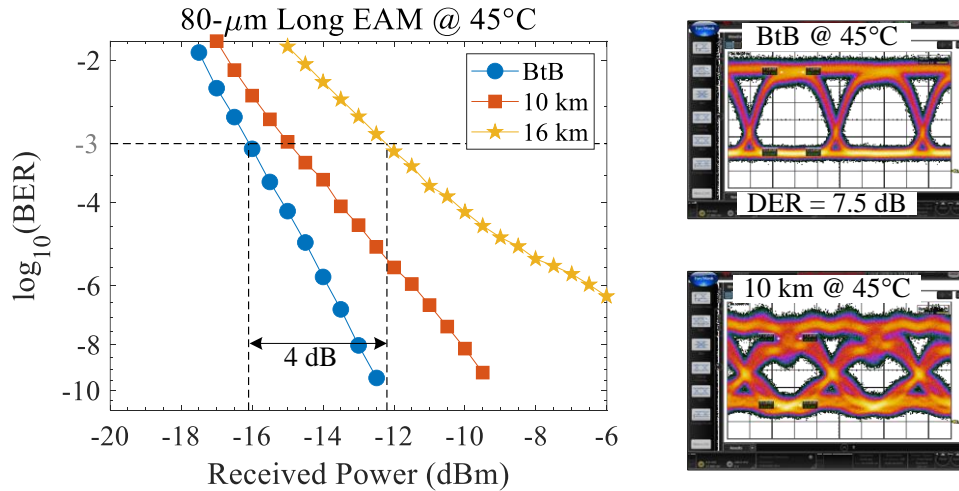 80-μm Long EAM @ 45°C
-2
-3
-4
-6
-8
-10
log10(BER)
BtB
10 km
16 km
4 dB
-20 -18 -16 -14 -12 -10 -8 -6
Received Power (dBm)
BtB @ 45°C
DER = 7.5 dB
10 km @ 45°C